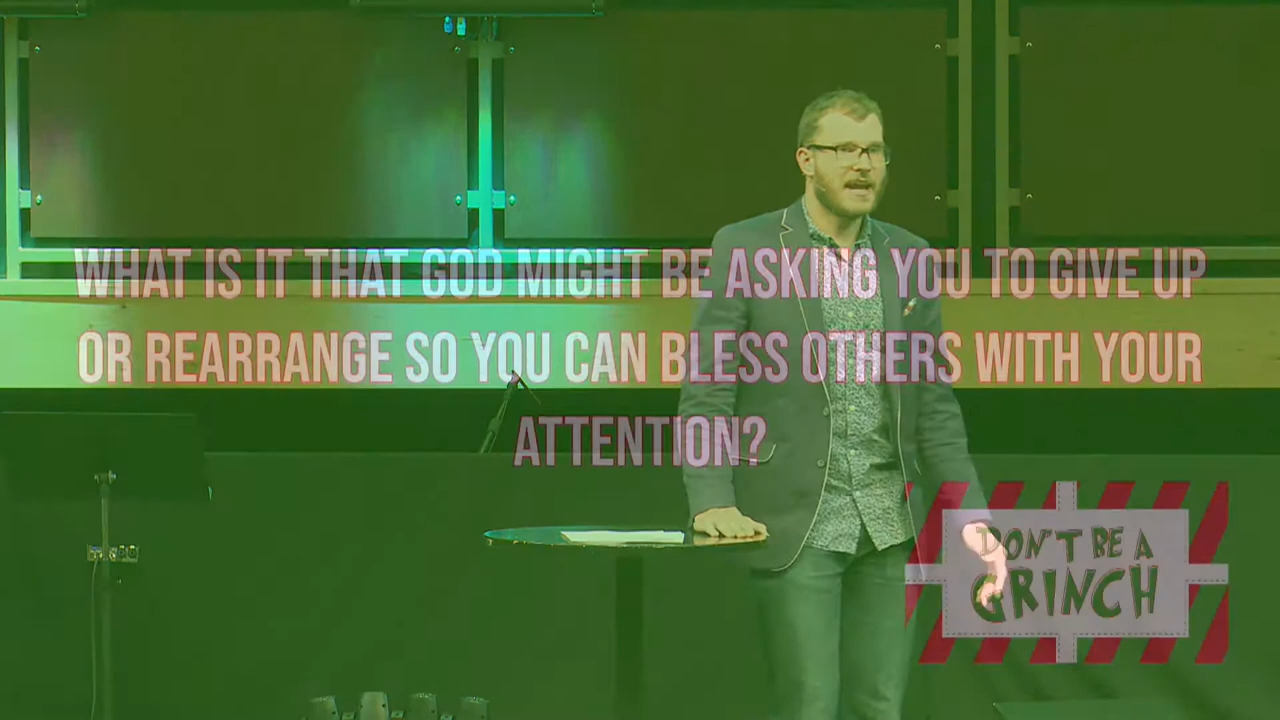 WHAT IS IT THAT GOD MIGHT BE ASKING YOU TO GIVE UP
OR REARRANGE SO YOU CAN BLESS OTHERS WITH YOUR
ATTENTION?
DON'T BE A
GRINCH